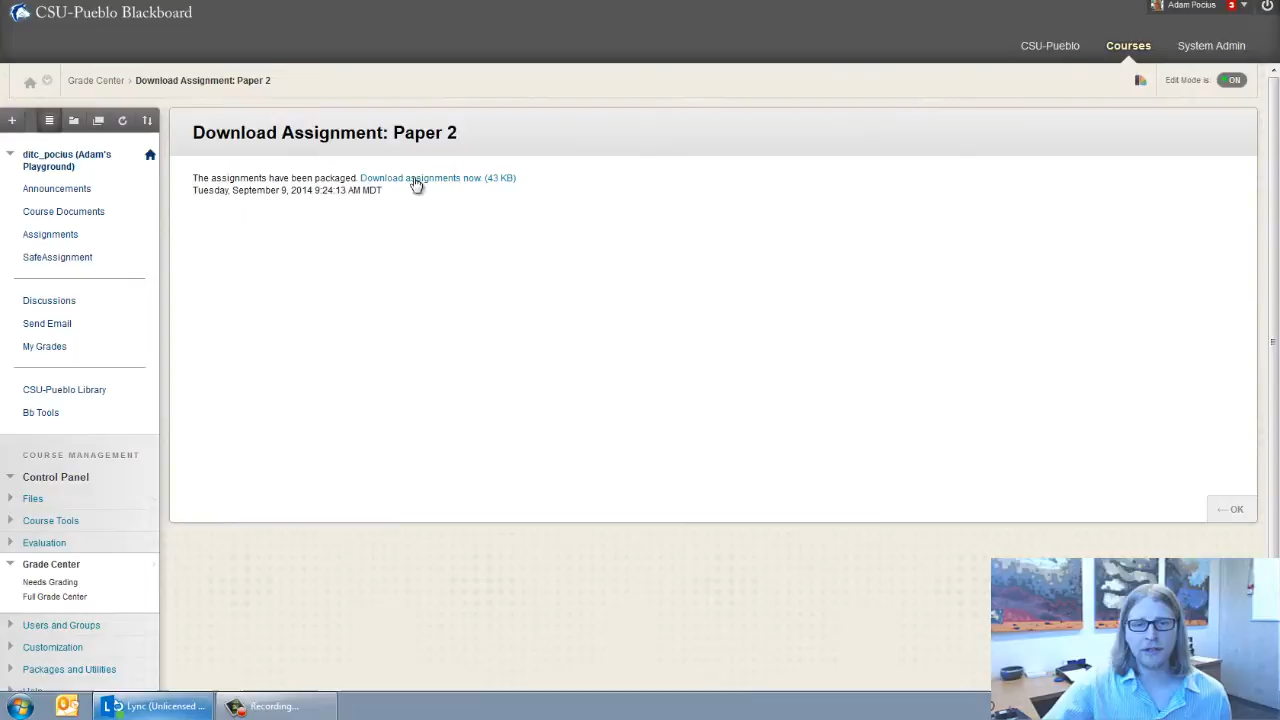 CSU-Pueblo Blackboard
Adam Pocius 3
CSU-Pueblo Courses System Admin
Grade Center › Download Assignment: Paper 2
Edit Mode is: ON
Download Assignment: Paper 2
The assignments have been packaged. Download assignments now. (43 KB)
Tuesday, September 9, 2014 9:24:13 AM MDT
OK
ditc_pocius (Adam's
Playground)
Announcements
Course Documents
Assignments
SafeAssignment
Discussions
Send Email
My Grades
CSU-Pueblo Library
Bb Tools
COURSE MANAGEMENT
Control Panel
Files
Course Tools
Evaluation
Grade Center
Needs Grading
Full Grade Center
Users and Groups
Customization
Packages and Utilities
Lync (Unlicensed ...
Recording...